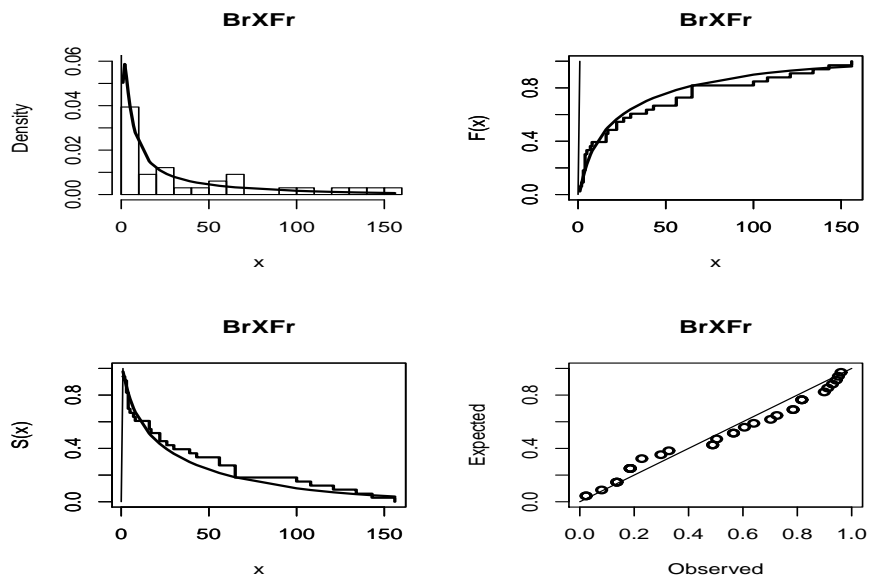 BrXFr
Density
0.00 0.02 0.04 0.06
0 50 100 150
x
BrXFr
F(x)
0.0 0.4 0.8
0 50 100 150
x
BrXFr
S(x)
0.0 0.4 0.8
0 50 100 150
x
BrXFr
Expected
0.0 0.4 0.8
0.0 0.2 0.4 0.6 0.8 1.0
Observed